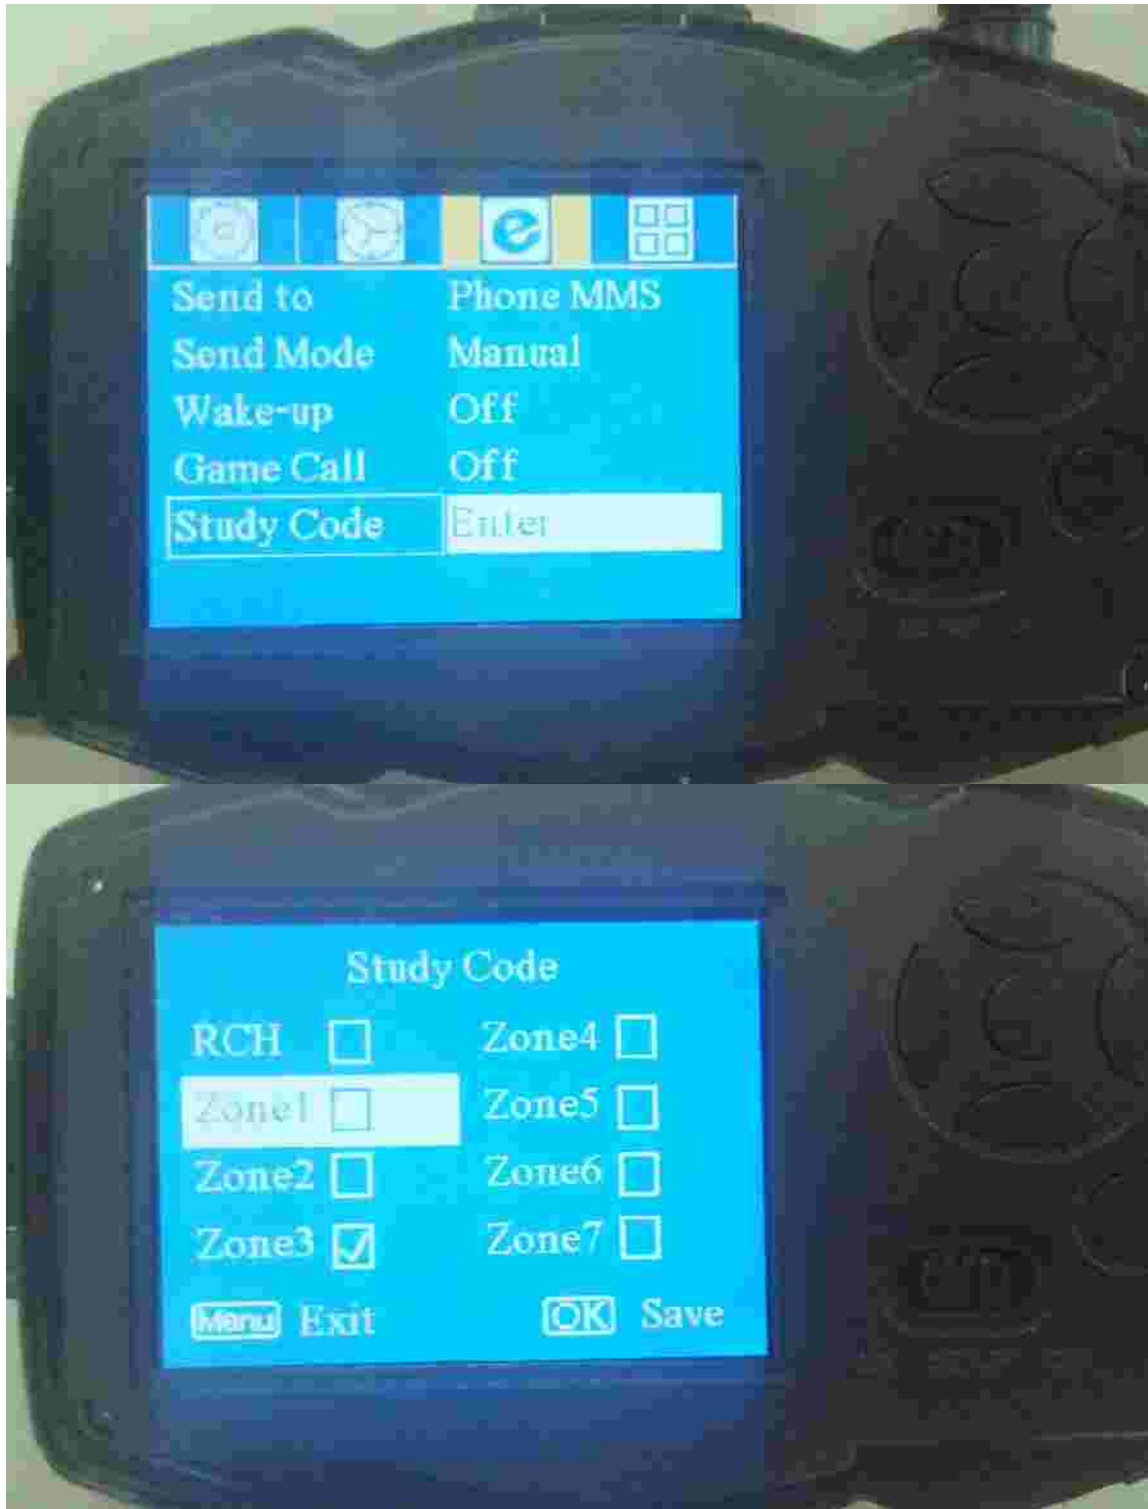 Send to Phone MMS
Send Mode Manual
Wake-up Off
Game Call Off
Study Code Enter
Study Code
RCH Zone4
Zone1 Zone5
Zone2 Zone6
Zone3 Zone7
Menu Exit OK Save